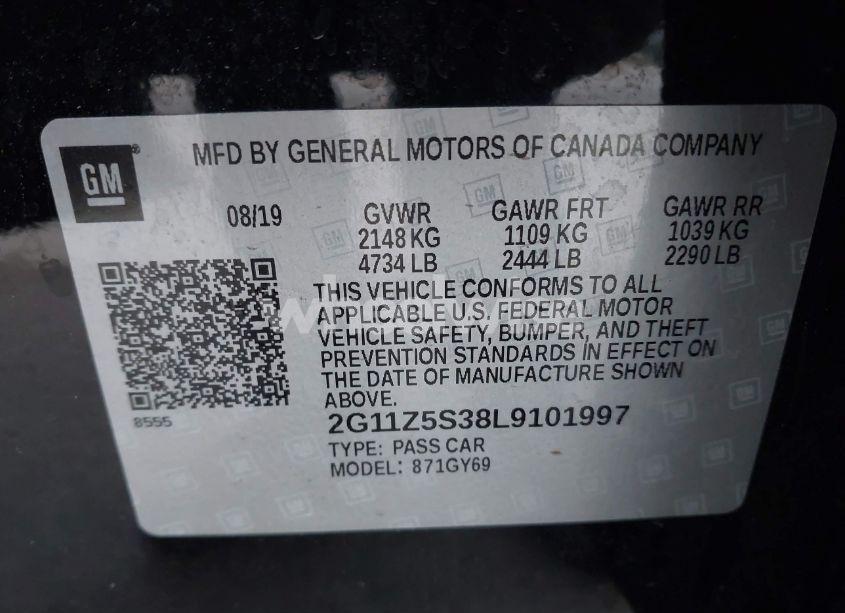 GM
MFD BY GENERAL MOTORS OF CANADA COMPANY
08/19
GVWR GAWR FRT GAWR RR
2148 KG 1109 KG 1039 KG
4734 LB 2444 LB 2290 LB
THIS VEHICLE CONFORMS TO ALL
APPLICABLE U.S. FEDERAL MOTOR
VEHICLE SAFETY, BUMPER, AND THEFT
PREVENTION STANDARDS IN EFFECT ON
THE DATE OF MANUFACTURE SHOWN
ABOVE.
8555
2G11Z5S38L9101997
TYPE: PASS CAR
MODEL: 871GY69